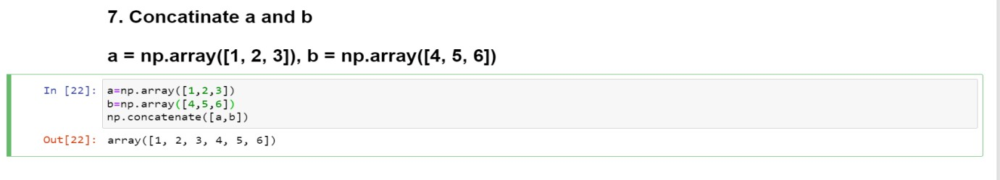 7. Concatinate a and b
a = np.array([1, 2, 3]), b = np.array([4, 5, 6])
In [22]: a=np.array([1,2,3])
b=np.array([4,5,6])
np.concatenate([a,b])
Out[22]: array([1, 2, 3, 4, 5, 6])